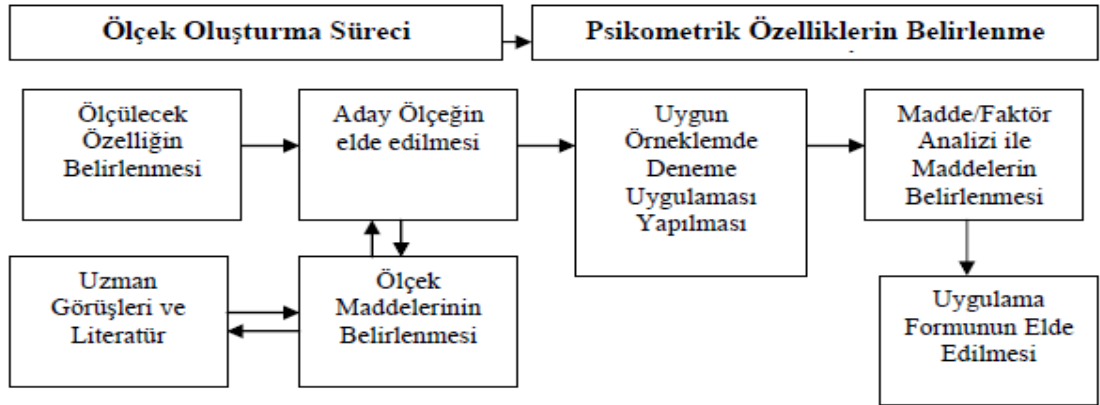 Ölçek Oluşturma Süreci
Psikometrik Özelliklerin Belirlenme
Ölçülecek
Özelliğin
Belirlenmesi
Aday Ölçeğin
elde edilmesi
Uygun
Örneklemde
Deneme
Uygulaması
Yapılması
Madde/Faktör
Analizi ile
Maddelerin
Belirlenmesi
Uzman
Görüşleri ve
Literatür
Ölçek
Maddelerinin
Belirlenmesi
Uygulama
Formunun Elde
Edilmesi